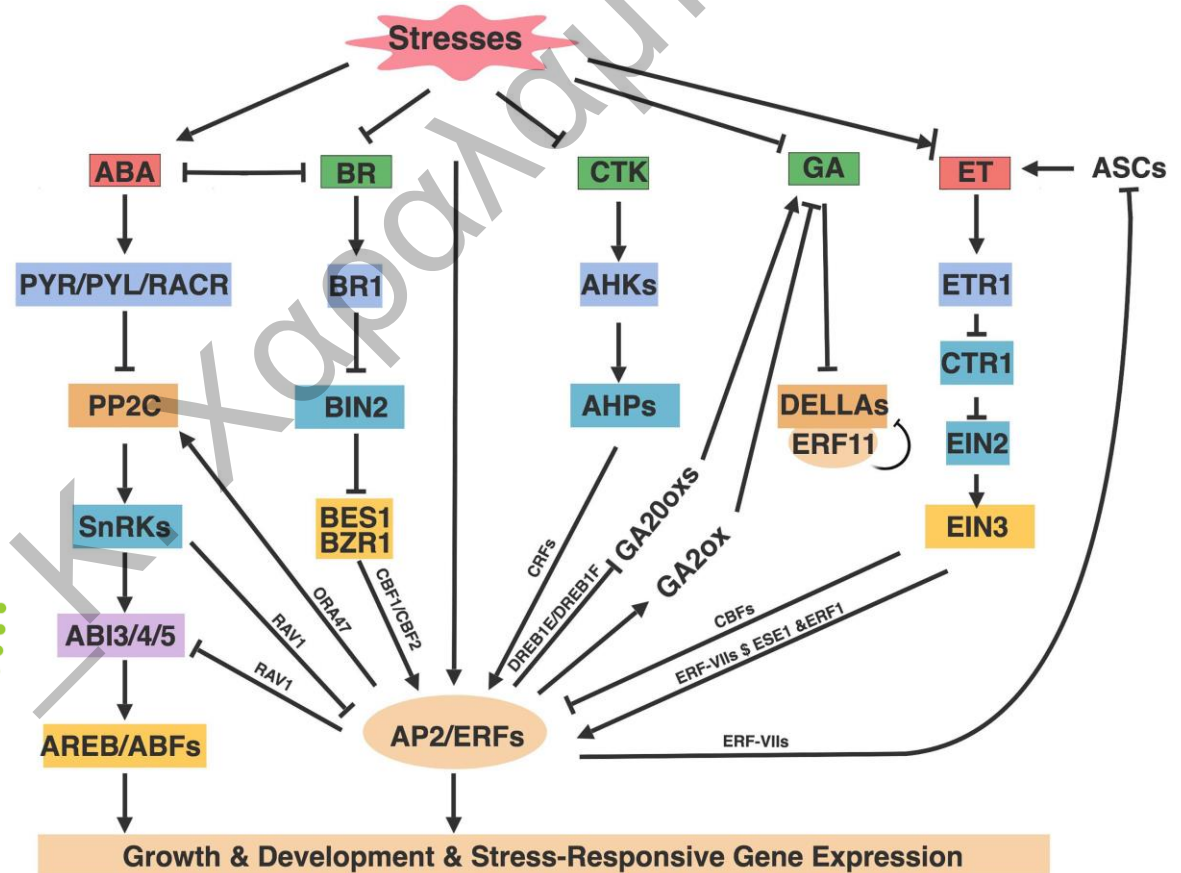 Stresses
ABA
BR
CTK
GA
ET
ASCs
PYR/PYL/RACR
BR1
AHKs
ETR1
CTR1
PP2C
BIN2
AHPs
DELLAs
ERF11
EIN2
SnRKs
BES1
BZR1
GA20oxs
GA2ox
EIN3
CBF1/CBF2
ORA47
RAV1
RAV1
CRFs
DREB1E/DREB1F
CBFs
ERF-VIIs $ ESE1 &ERF1
ABI3/4/5
AREB/ABFs
AP2/ERFs
ERF-VIIs
Growth & Development & Stress-Responsive Gene Expression